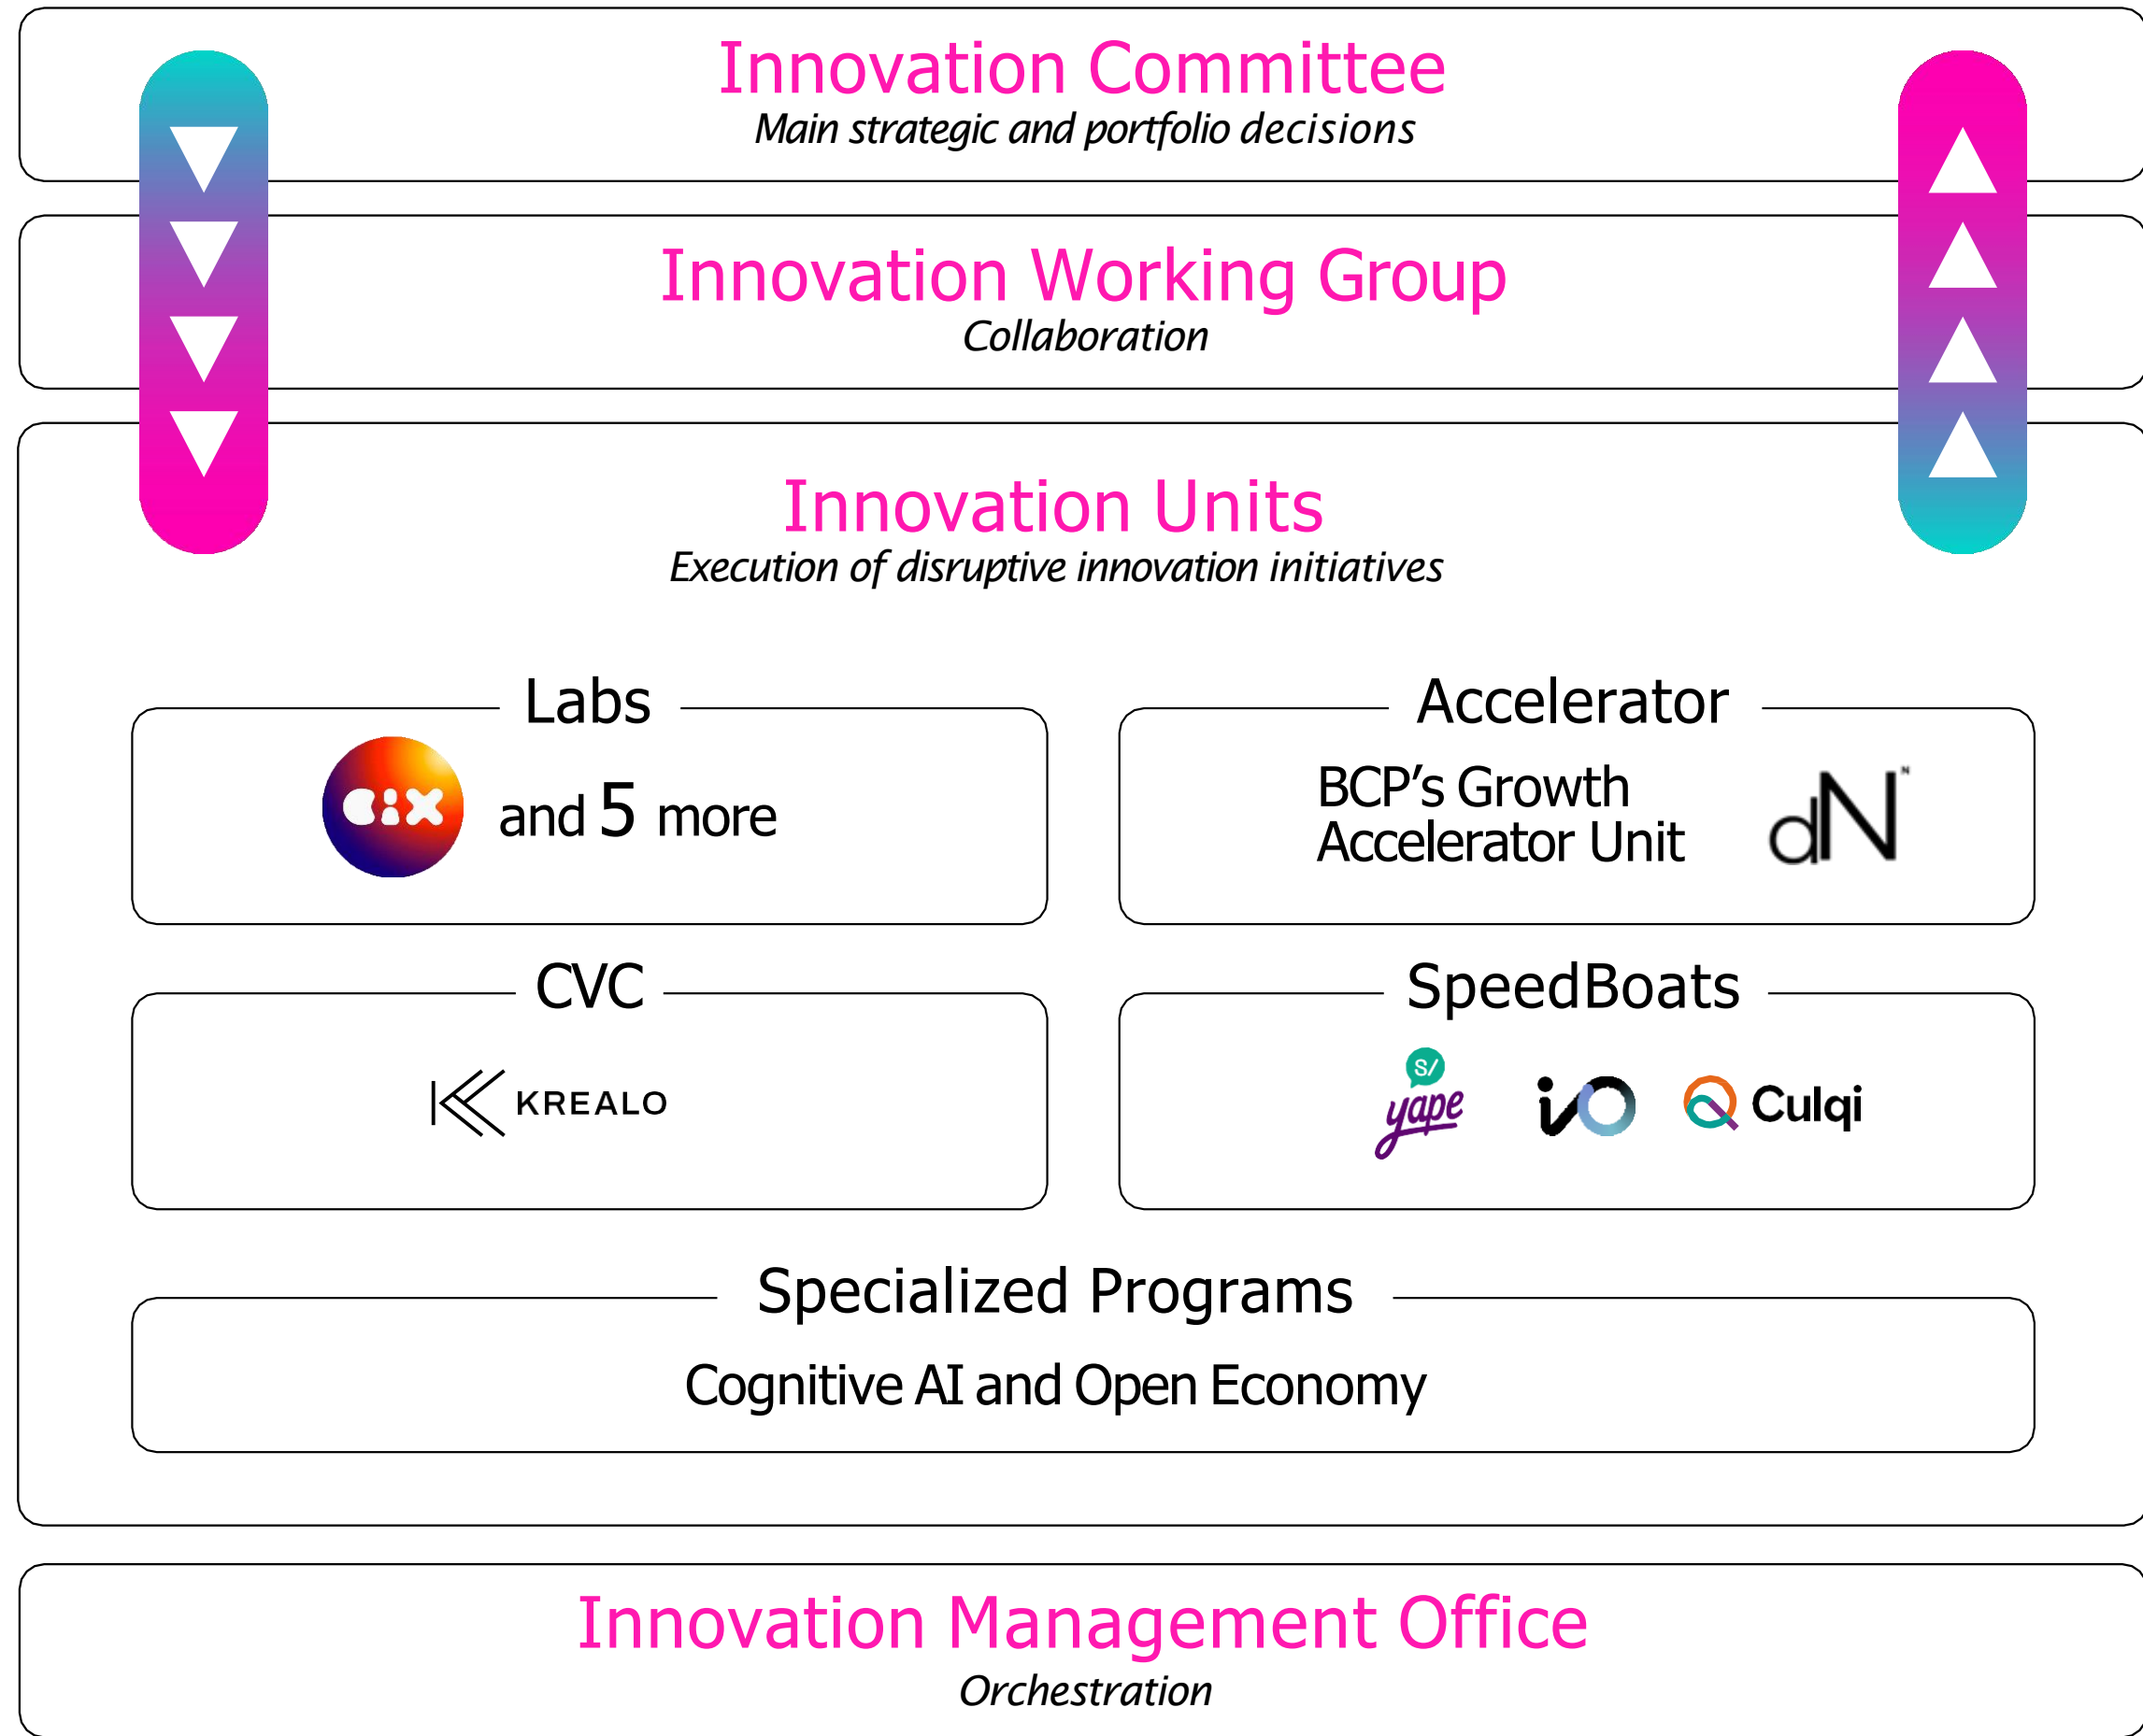 Innovation Committee
Main strategic and portfolio decisions
Innovation Working Group
Collaboration
Innovation Units
Execution of disruptive innovation initiatives
Labs
cix and 5 more
Accelerator
BCP’s Growth
Accelerator Unit
dN
N
CVC
KREALO
SpeedBoats
S/
yape
iO
Culqi
Specialized Programs
Cognitive AI and Open Economy
Innovation Management Office
Orchestration